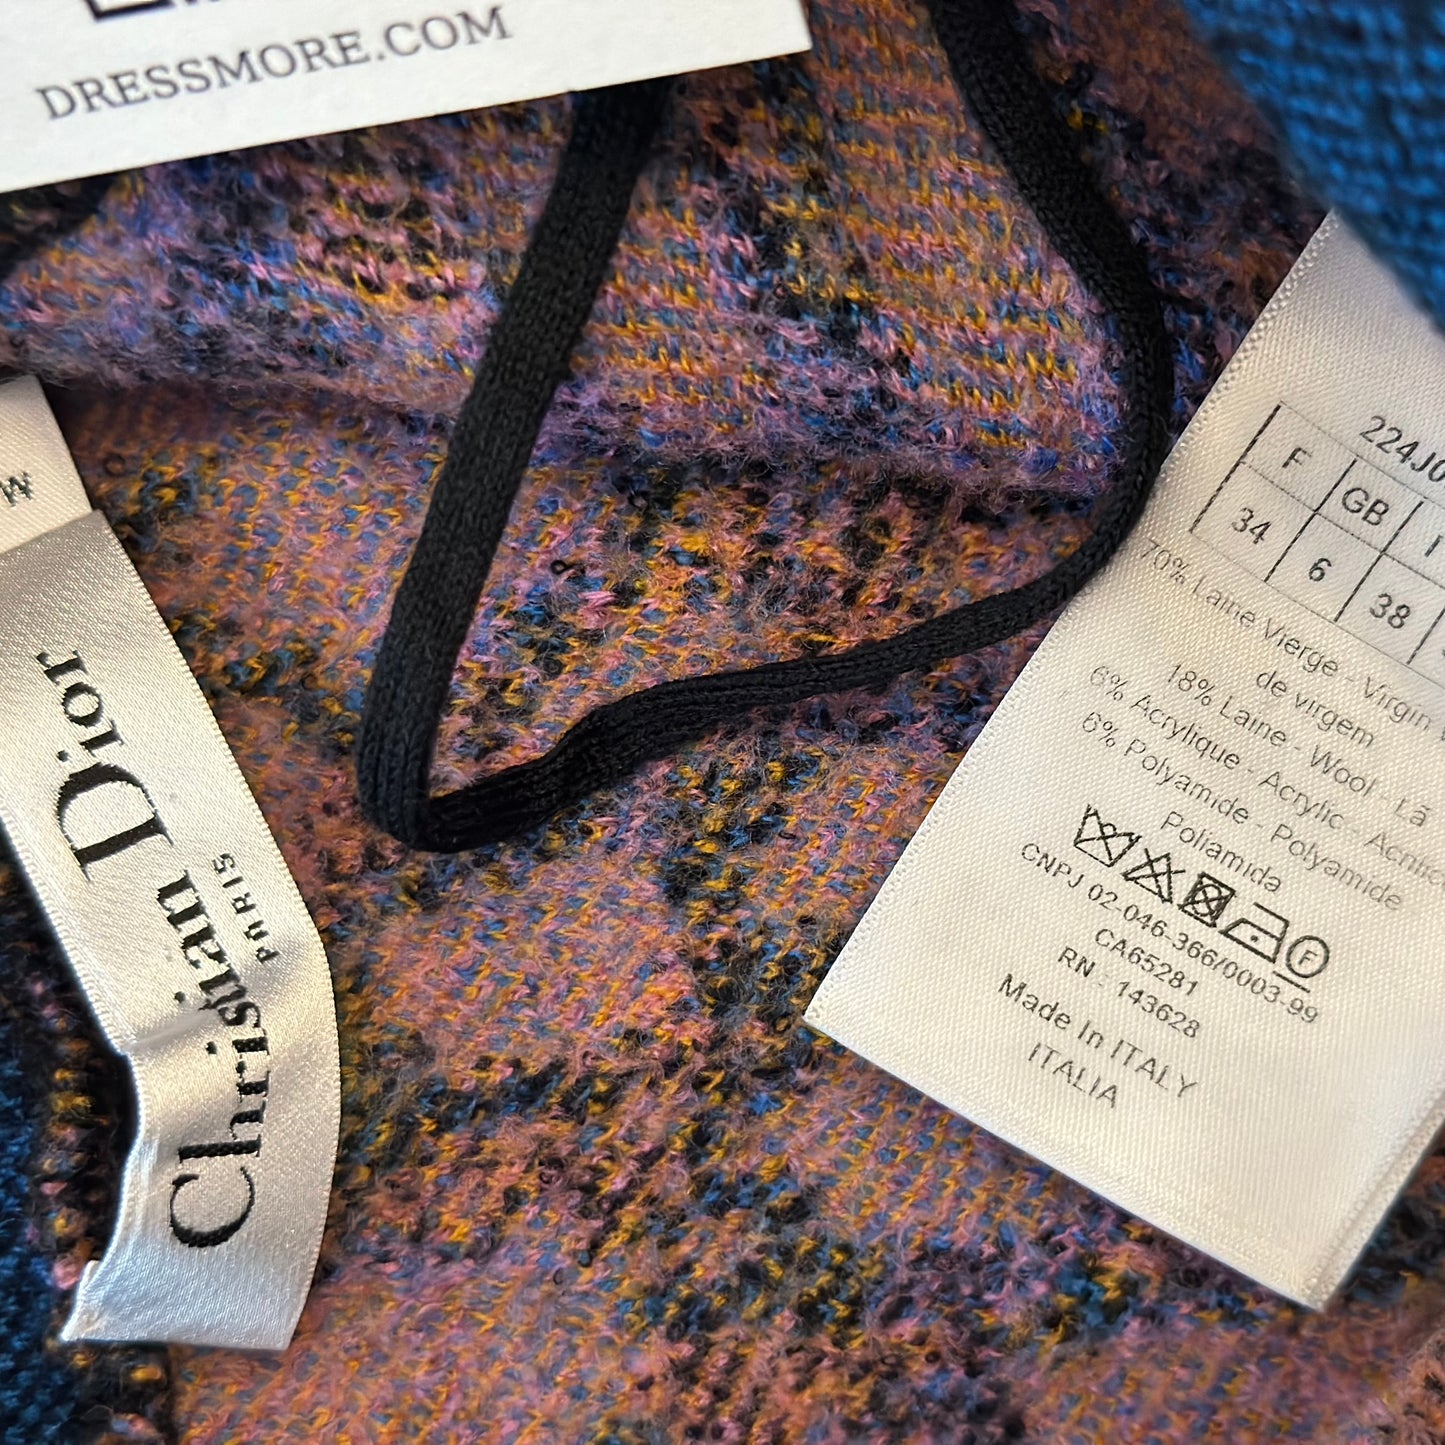 DRESSMORE.COM
M
Christian Dior
PARIS
224J0
F GB I
34 6 38
70% Laine Vierge - Virgin
de virgem
18% Laine - Wool - Lã
6% Acrylique - Acrylic - Acrílic
6% Polyamide - Polyamide
Poliamida
F
CNPJ 02-046-366/0003-99
CA65281
RN : 143628
Made In ITALY
ITALIA